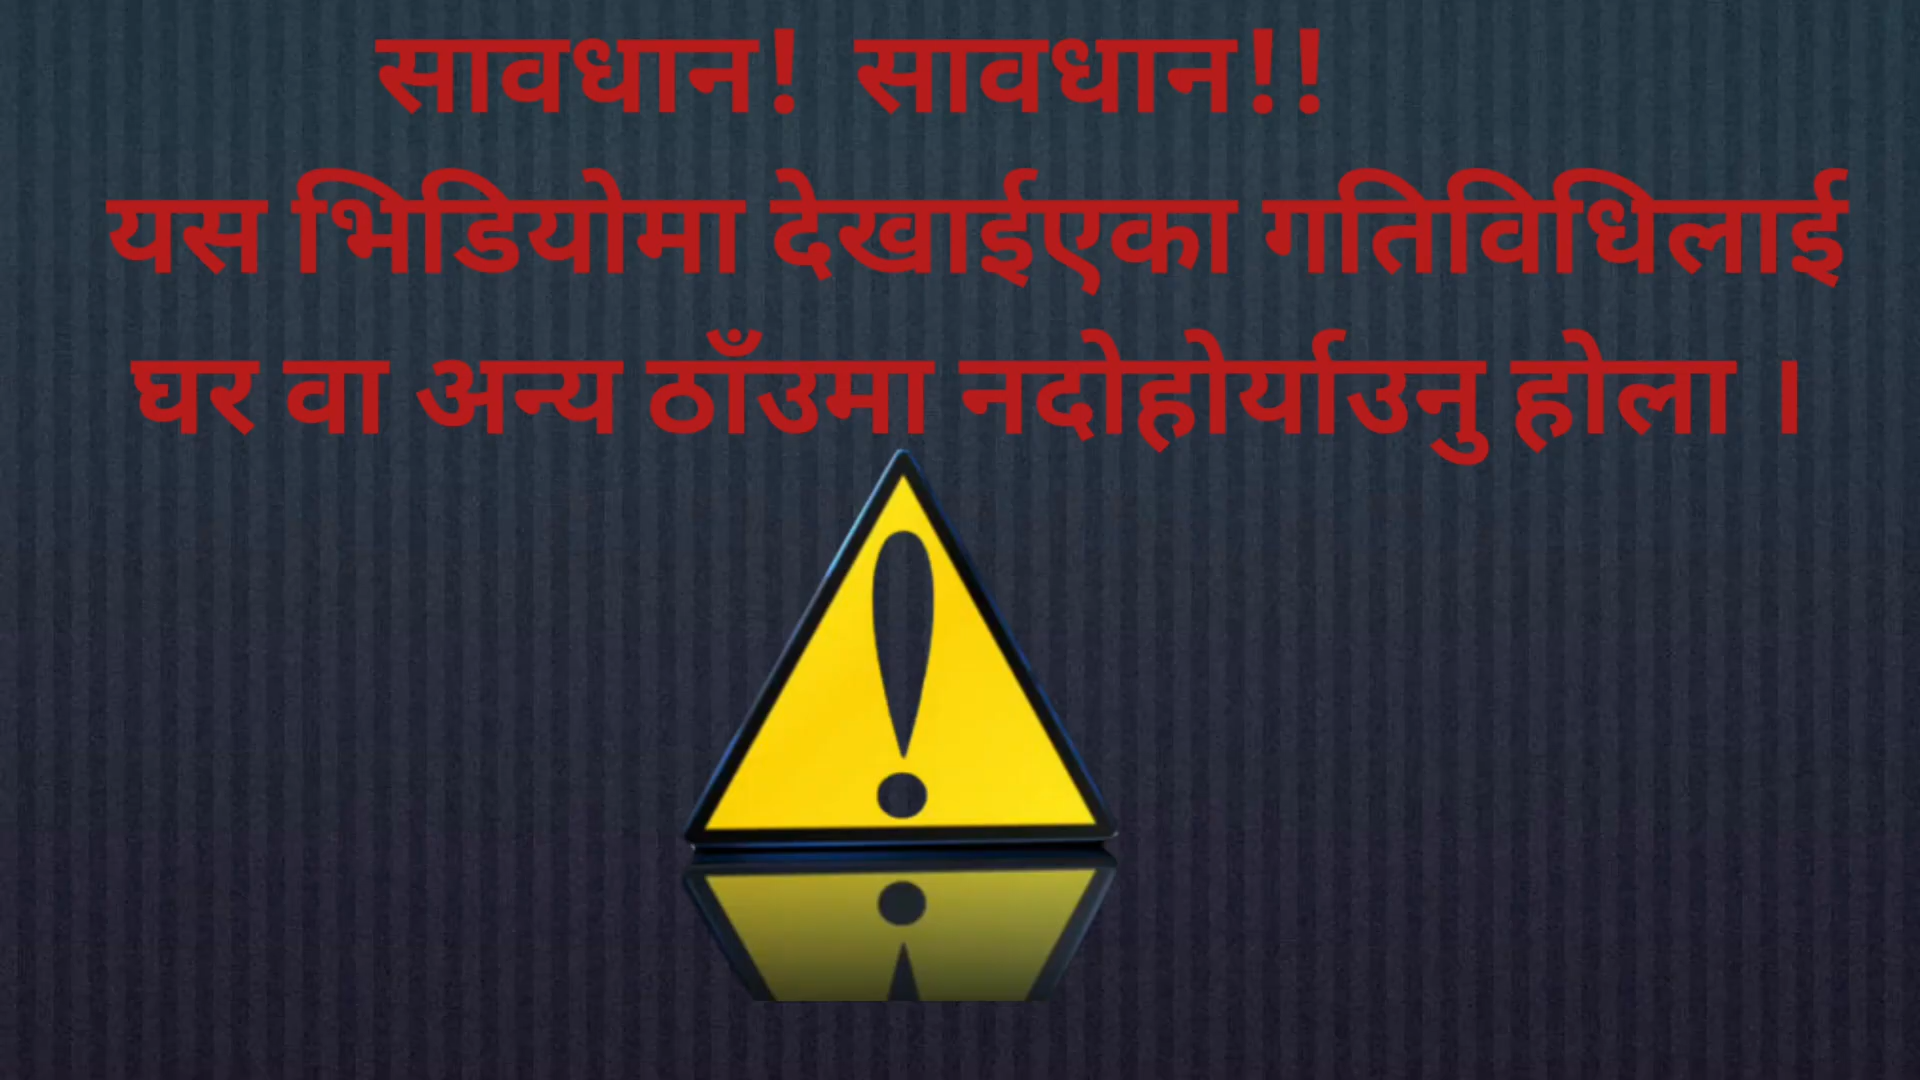 सावधान! सावधान!!
यस भिडियोमा देखाईएका गतिविधिलाई
घर वा अन्य ठाँउमा नदोहोर्याउनु होला ।